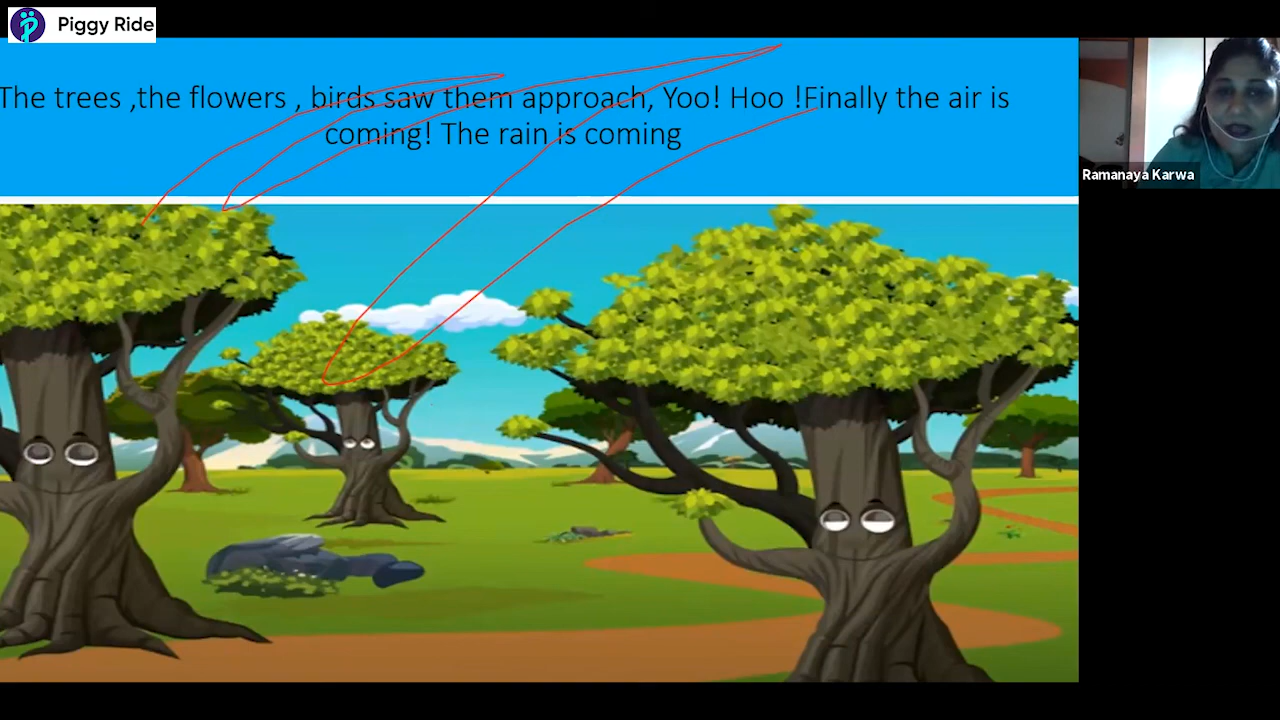 Piggy Ride
The trees ,the flowers , birds saw them approach, Yoo! Hoo !Finally the air is
coming! The rain is coming
Ramanaya Karwa